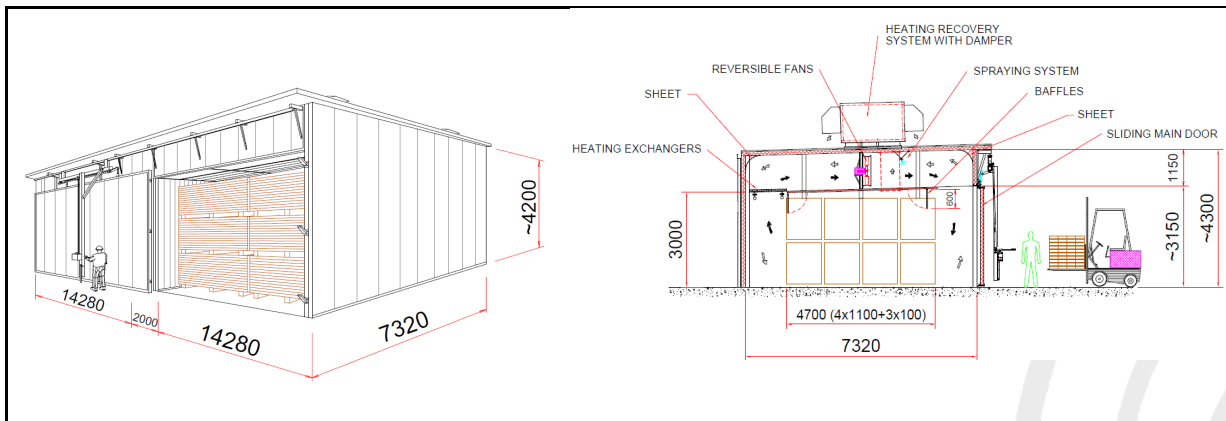 ~4200
14280
2000
14280
7320
HEATING RECOVERY
SYSTEM WITH DAMPER
REVERSIBLE FANS
SPRAYING SYSTEM
SHEET
BAFFLES
SHEET
SLIDING MAIN DOOR
HEATING EXCHANGERS
1150
600
3000
~3150
~4300
4700 (4x1100+3x100)
7320